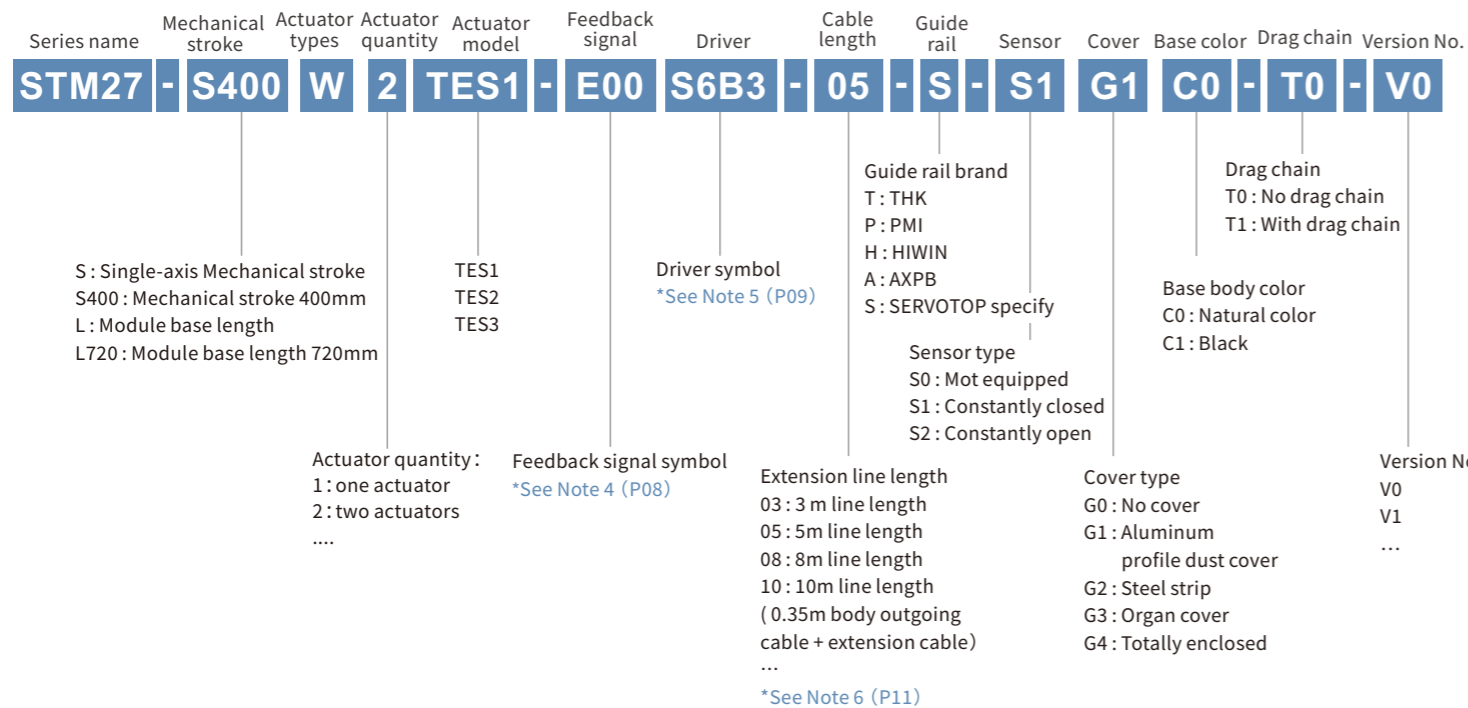 Series name
Mechanical
stroke
Actuator
types
Actuator
quantity
Actuator
model
Feedback
signal
Driver
Cable
length
Guide
rail
Sensor
Cover
Base color
Drag chain
Version No.
STM27 - S400 W 2 TES1 - E00 S6B3 - 05 - S - S1 G1 C0 - T0 - V0
S : Single-axis Mechanical stroke
S400 : Mechanical stroke 400mm
L : Module base length
L720 : Module base length 720mm
Actuator quantity：
1：one actuator
2：two actuators
....
TES1
TES2
TES3
Feedback signal symbol
*See Note 4（P08）
Driver symbol
*See Note 5（P09）
Extension line length
03 : 3 m line length
05 : 5m line length
08 : 8m line length
10 : 10m line length
( 0.35m body outgoing
cable + extension cable）
…
*See Note 6（P11）
Guide rail brand
T : THK
P : PMI
H : HIWIN
A : AXPB
S : SERVOTOP specify
Sensor type
S0 : Mot equipped
S1 : Constantly closed
S2 : Constantly open
Cover type
G0 : No cover
G1 : Aluminum
profile dust cover
G2 : Steel strip
G3 : Organ cover
G4 : Totally enclosed
Base body color
C0 : Natural color
C1 : Black
Drag chain
T0 : No drag chain
T1 : With drag chain
Version No
V0
V1
…